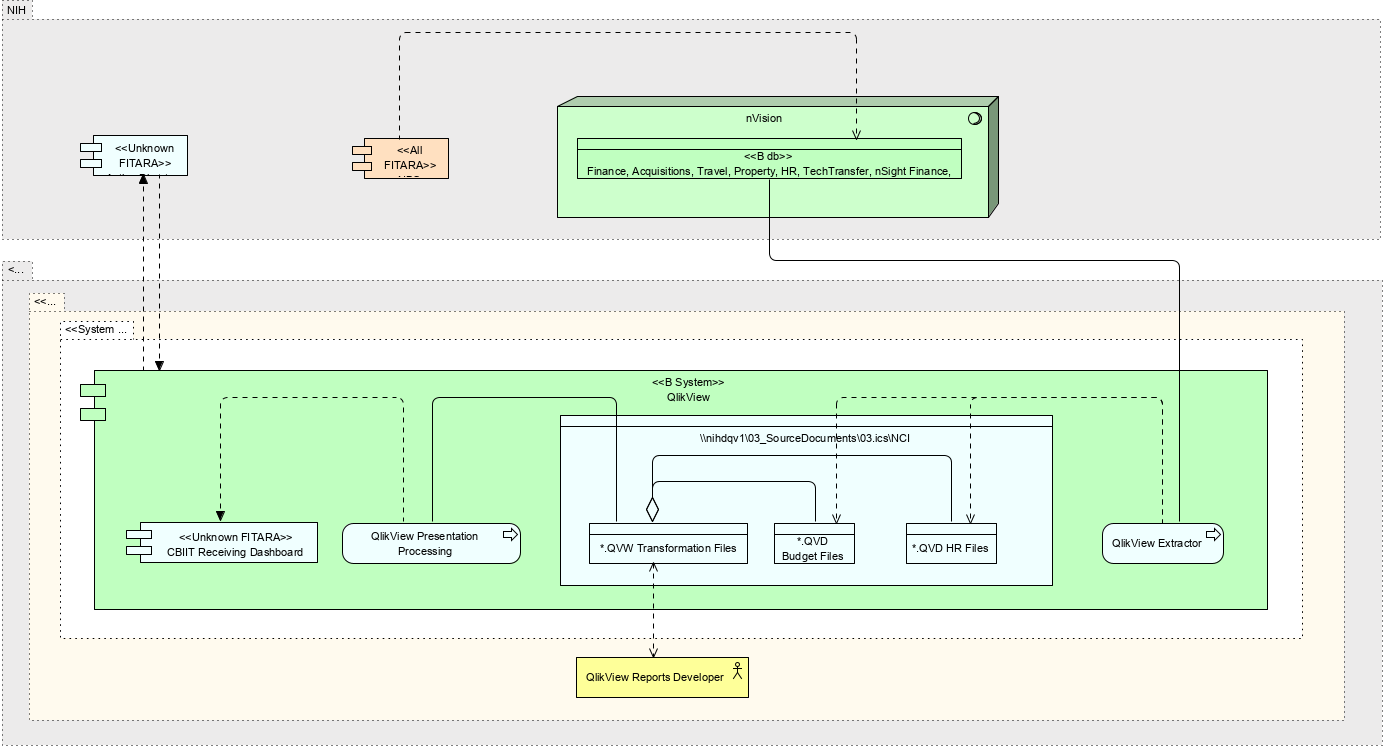 NIH
<<Unknown
FITARA>>
<<All
FITARA>>
nVision
<<B db>>
Finance, Acquisitions, Travel, Property, HR, TechTransfer, nSight Finance,
<...
<<...
<<System ...
<<B System>>
QlikView
\\nihdqv1\03_SourceDocuments\03.ics\NCI
<<Unknown FITARA>>
CBIIT Receiving Dashboard
QlikView Presentation
Processing
*.QVW Transformation Files
*.QVD
Budget Files
*.QVD HR Files
QlikView Extractor
QlikView Reports Developer